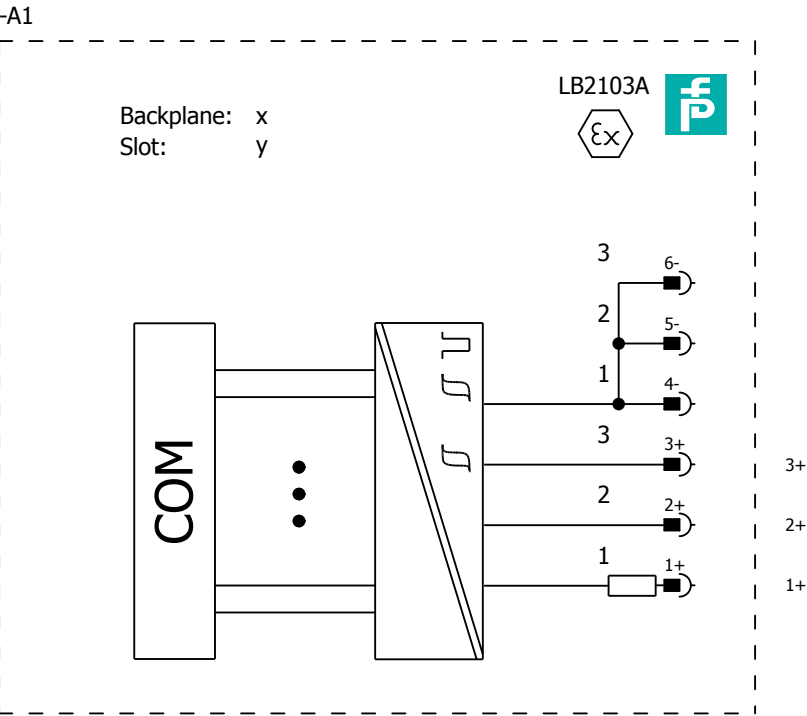 -A1
LB2103A
Backplane: x
Slot: y
εx
3 6-
2 5-
1 4-
3 3+ 3+
2 2+ 2+
1 1+ 1+
COM